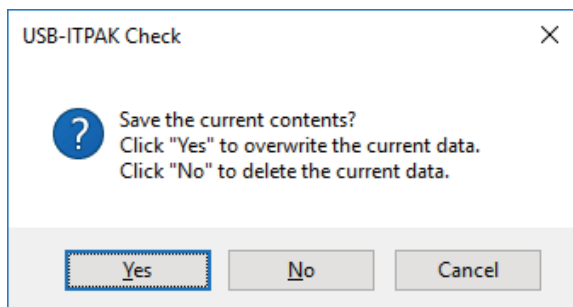 USB-ITPAK Check
?
Save the current contents?
Click "Yes" to overwrite the current data.
Click "No" to delete the current data.
Yes
No
Cancel